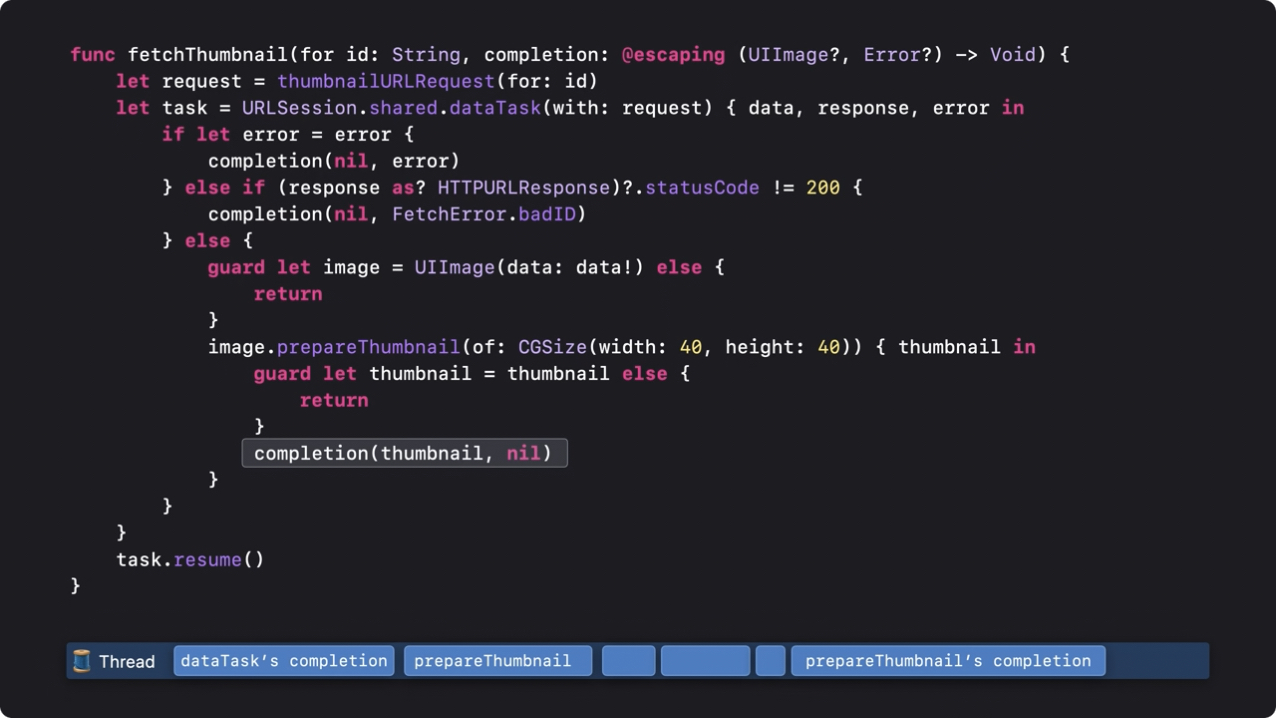 func fetchThumbnail(for id: String, completion: @escaping (UIImage?, Error?) -> Void) {
    let request = thumbnailURLRequest(for: id)
    let task = URLSession.shared.dataTask(with: request) { data, response, error in
        if let error = error {
            completion(nil, error)
        } else if (response as? HTTPURLResponse)?.statusCode != 200 {
            completion(nil, FetchError.badID)
        } else {
            guard let image = UIImage(data: data!) else {
                return
            }
            image.prepareThumbnail(of: CGSize(width: 40, height: 40)) { thumbnail in
                guard let thumbnail = thumbnail else {
                    return
                }
                completion(thumbnail, nil)
            }
        }
    }
    task.resume()
}
Thread dataTask’s completion prepareThumbnail prepareThumbnail’s completion